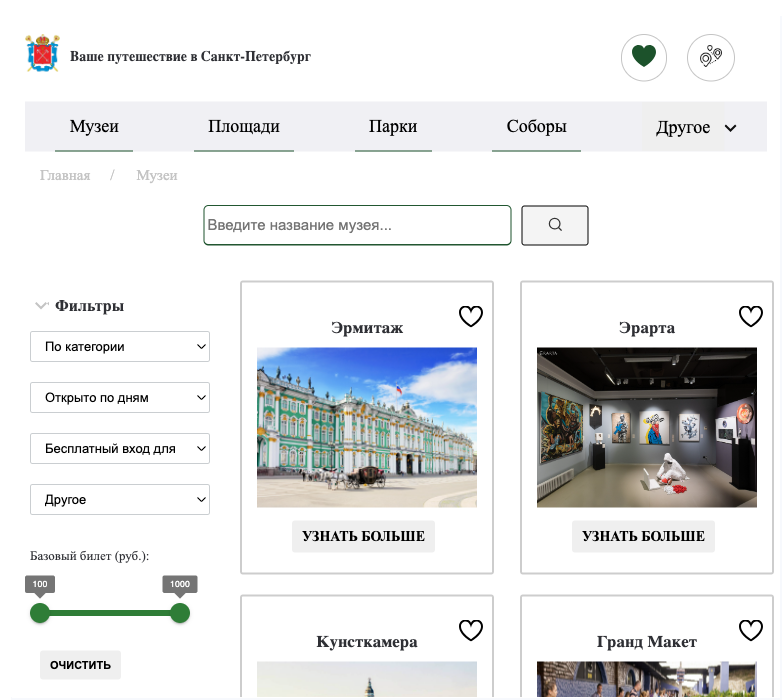 Ваше путешествие в Санкт-Петербург
Музеи Площади Парки Соборы Другое
Главная / Музеи
Введите название музея...
Фильтры
По категории
Открыто по дням
Бесплатный вход для
Другое
Базовый билет (руб.):
100 1000
ОЧИСТИТЬ
Эрмитаж
УЗНАТЬ БОЛЬШЕ
Эрарта
УЗНАТЬ БОЛЬШЕ
Кунсткамера
Гранд Макет